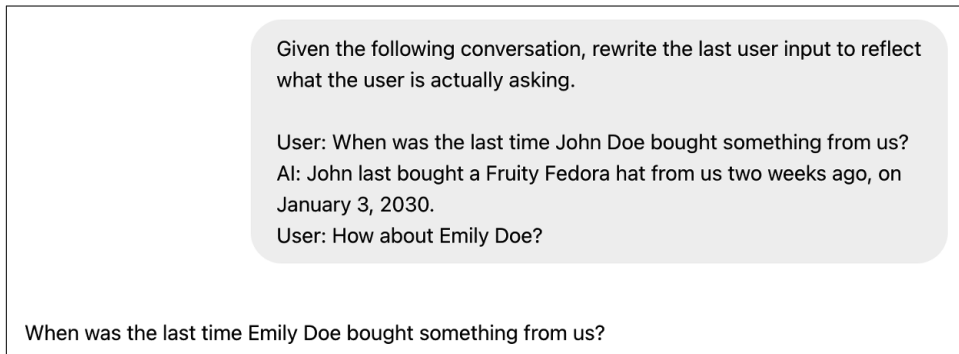 Given the following conversation, rewrite the last user input to reflect
what the user is actually asking.
User: When was the last time John Doe bought something from us?
AI: John last bought a Fruity Fedora hat from us two weeks ago, on
January 3, 2030.
User: How about Emily Doe?
When was the last time Emily Doe bought something from us?